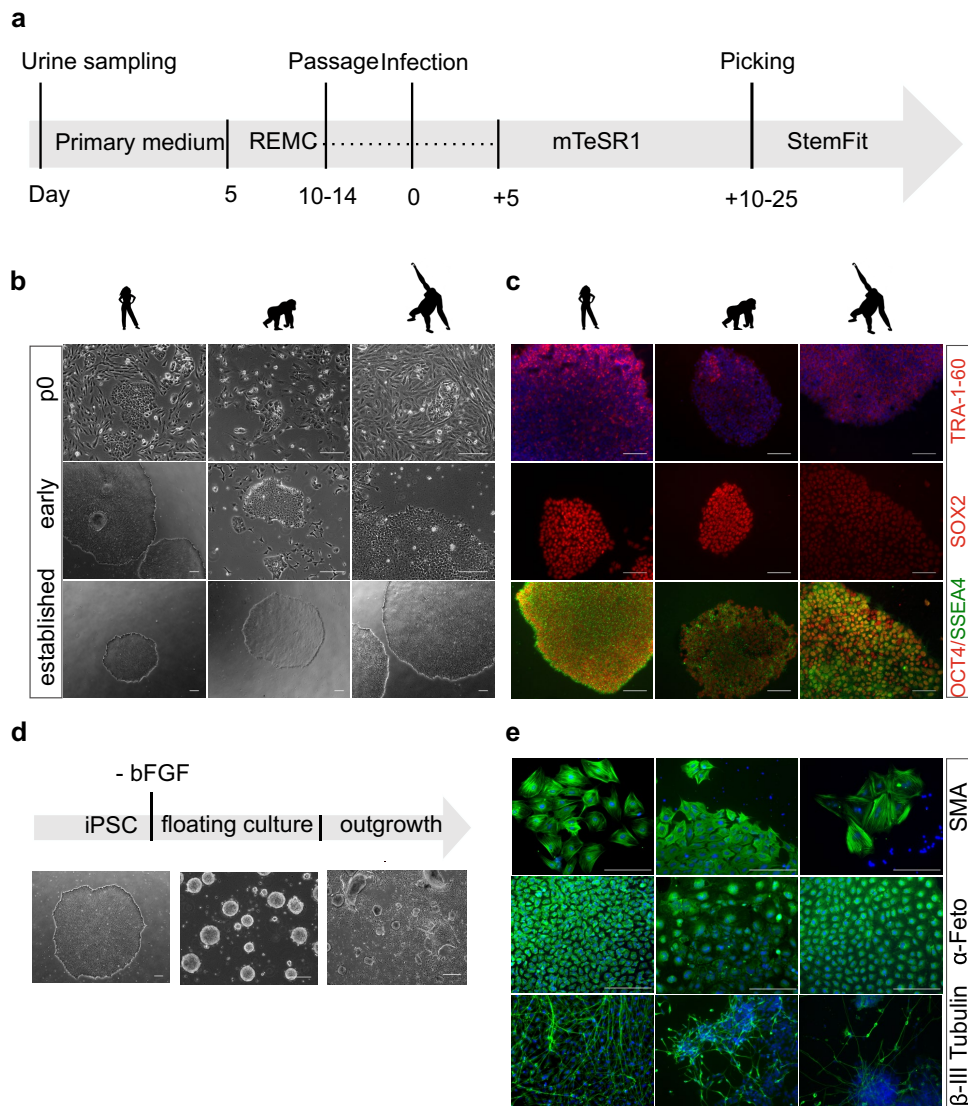 a
Urine sampling
Passage
Infection
Picking
Primary medium
REMC
mTeSR1
StemFit
Day
5
10-14
0
+5
+10-25
b
p0
early
established
c
TRA-1-60
SOX2
OCT4/SSEA4
d
- bFGF
iPSC
floating culture
outgrowth
e
SMA
α-Feto
β-III Tubulin